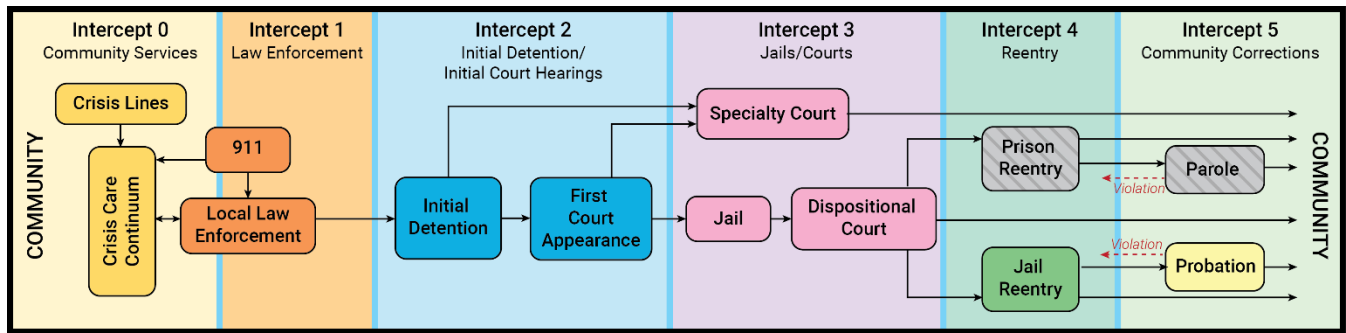 Intercept 0
Community Services
Intercept 1
Law Enforcement
Intercept 2
Initial Detention/
Initial Court Hearings
Intercept 3
Jails/Courts
Intercept 4
Reentry
Intercept 5
Community Corrections
COMMUNITY
Crisis Lines
Crisis Care
Continuum
911
Local Law
Enforcement
Initial
Detention
First
Court
Appearance
Specialty Court
Jail
Dispositional
Court
Prison
Reentry
Violation
Parole
Jail
Reentry
Violation
Probation
COMMUNITY